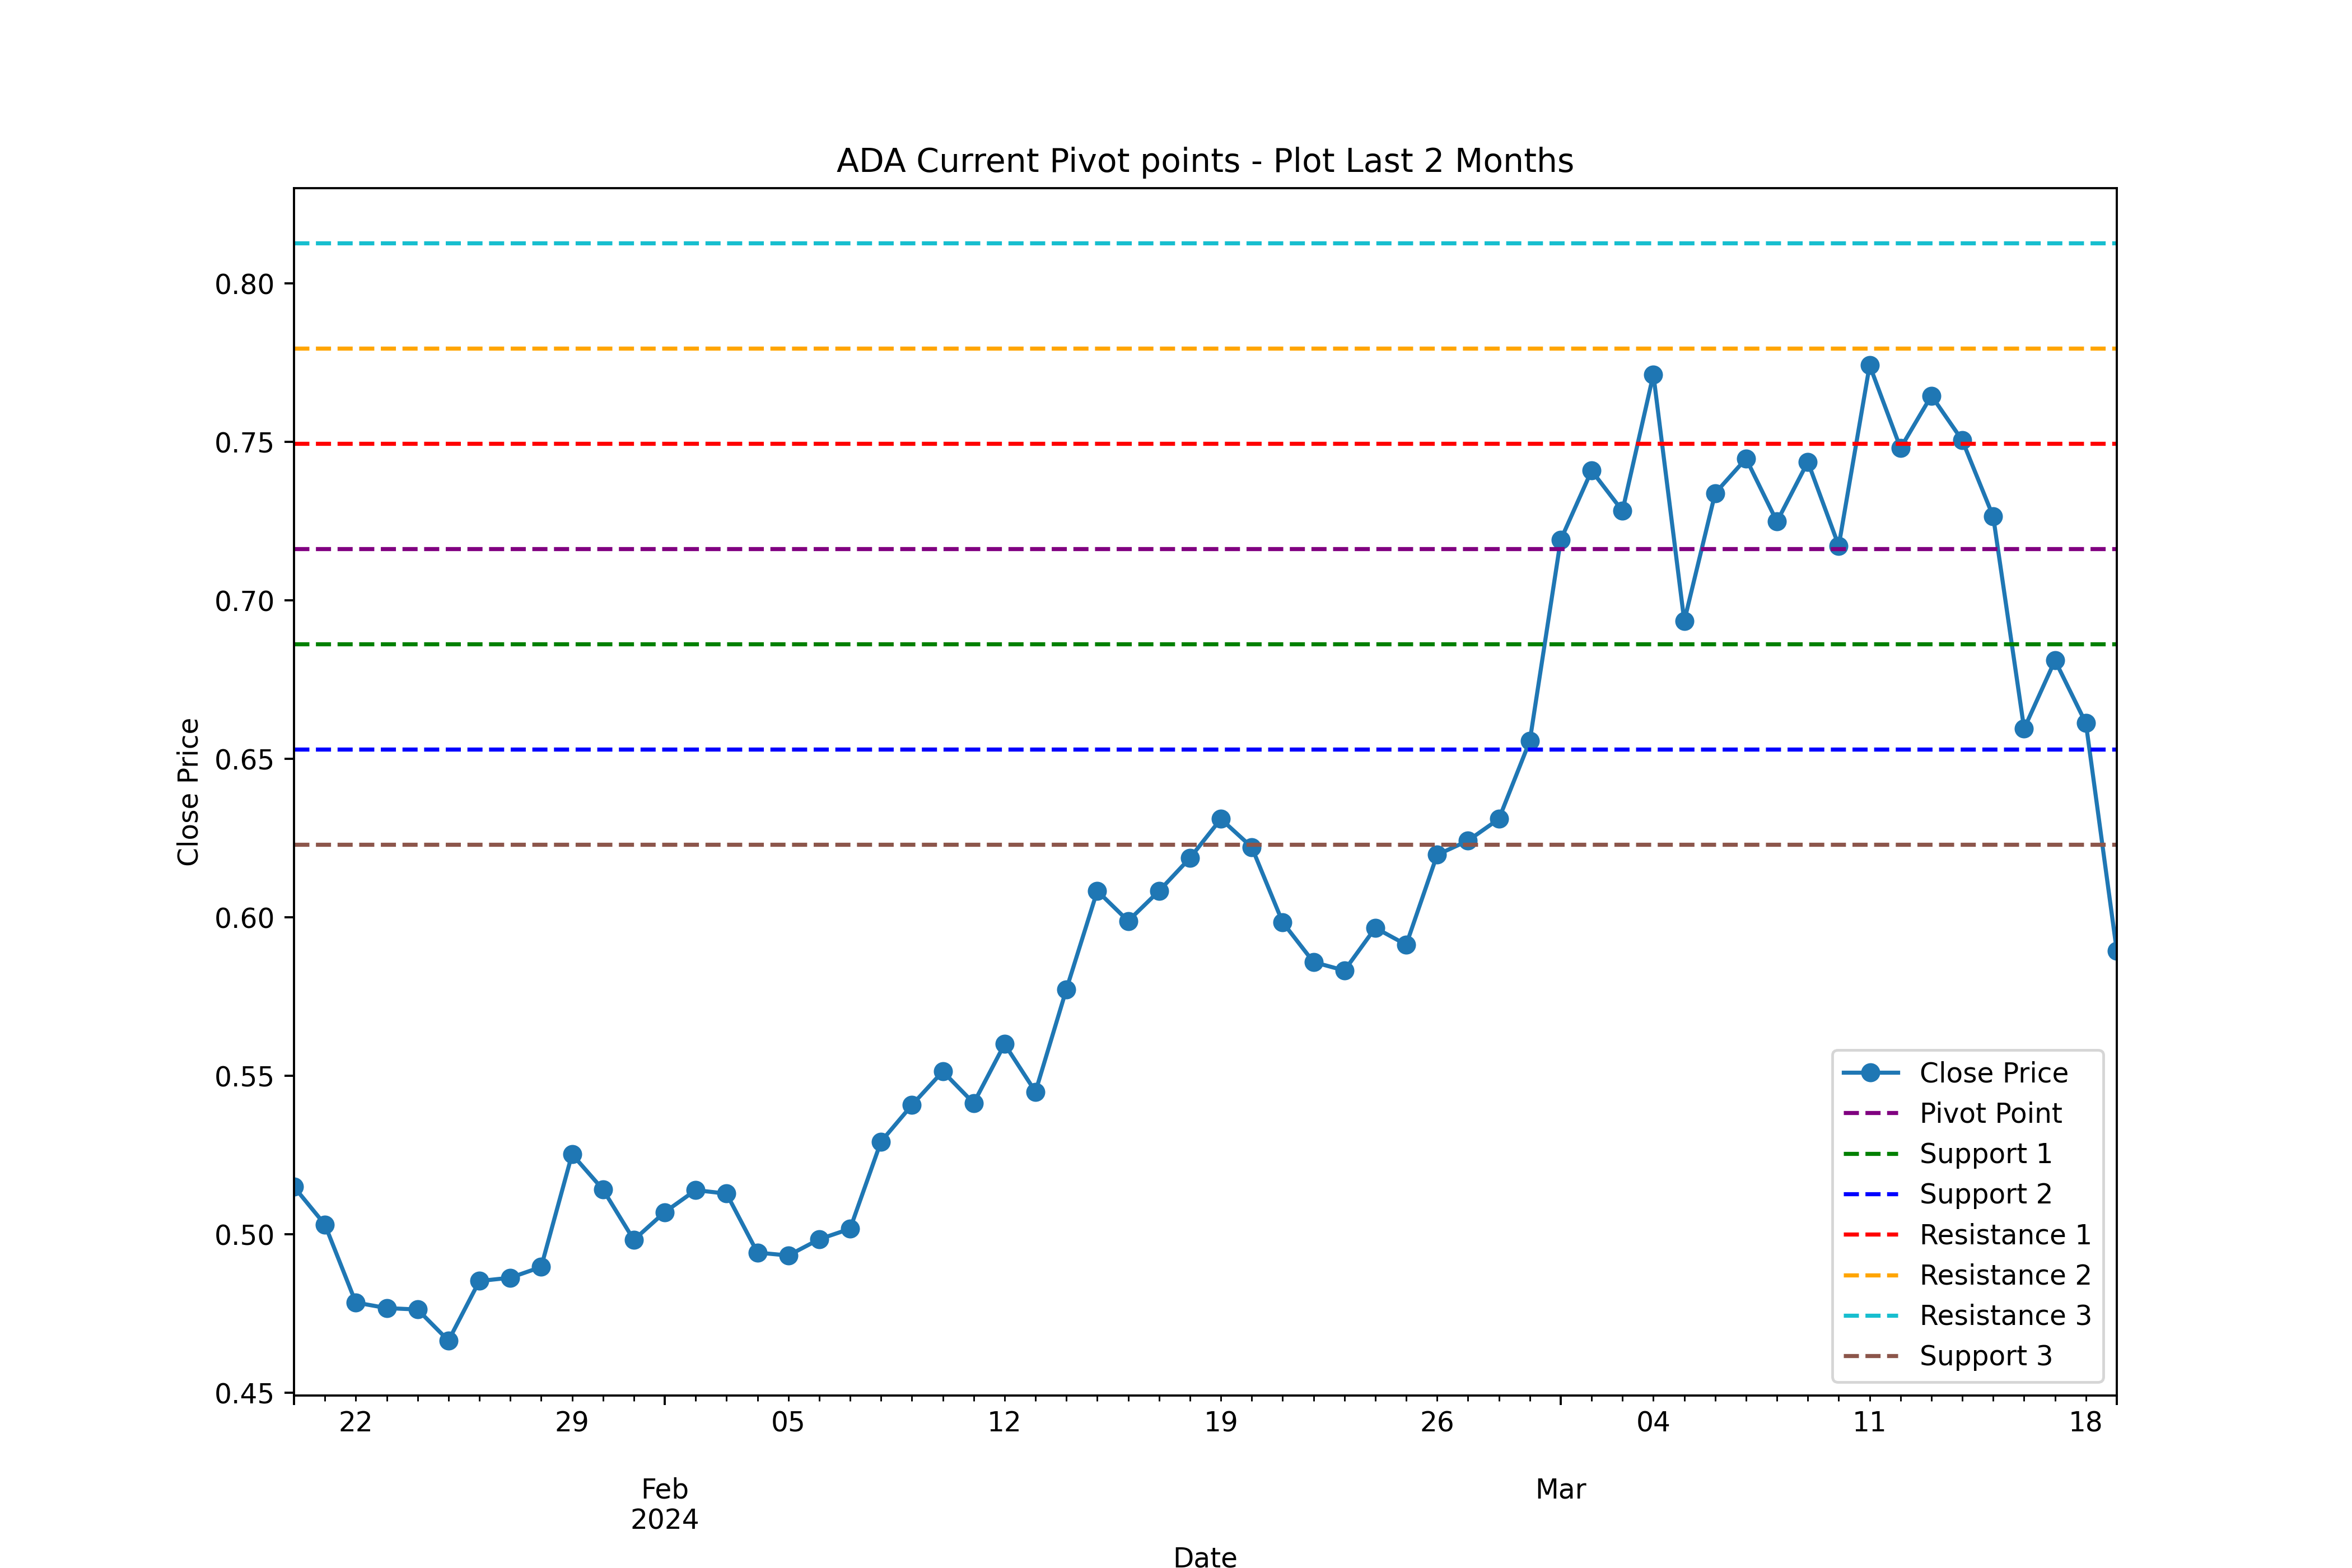 ADA Current Pivot points - Plot Last 2 Months
0.80
0.75
0.70
0.65
0.60
0.55
0.50
0.45
Close Price
Close Price
Pivot Point
Support 1
Support 2
Resistance 1
Resistance 2
Resistance 3
Support 3
22 29 05 12 19 26 04 11 18
Feb Mar
2024
Date